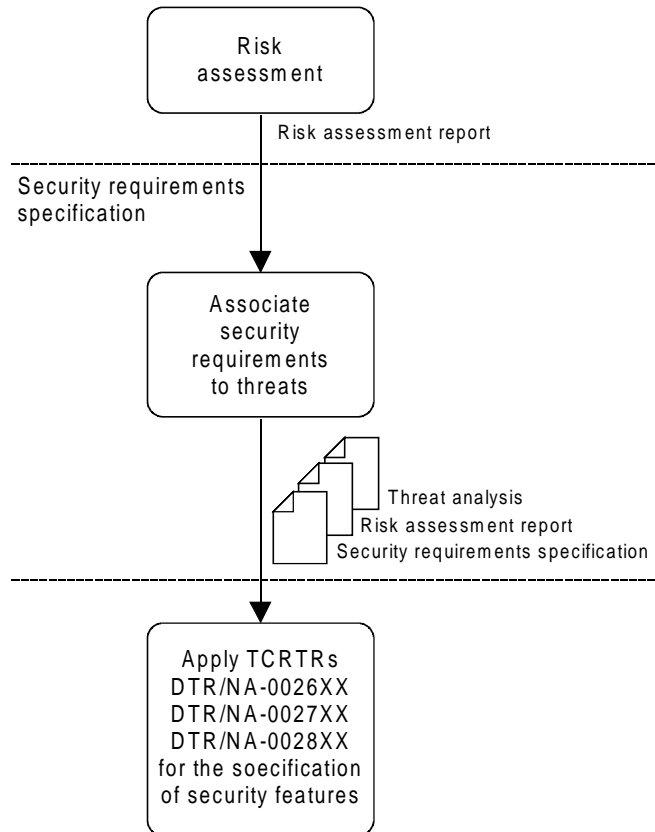 Risk
assessment
Risk assessment report
Security requirements
specification
Associate
security
requirements
to threats
Threat analysis
Risk assessment report
Security requirements specification
Apply TCRTRs
DTR/NA-0026XX
DTR/NA-0027XX
DTR/NA-0028XX
for the soecification
of security features